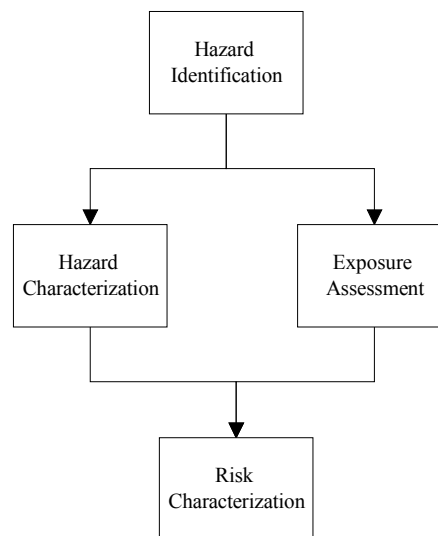 Hazard
Identification
Hazard
Characterization
Exposure
Assessment
Risk
Characterization